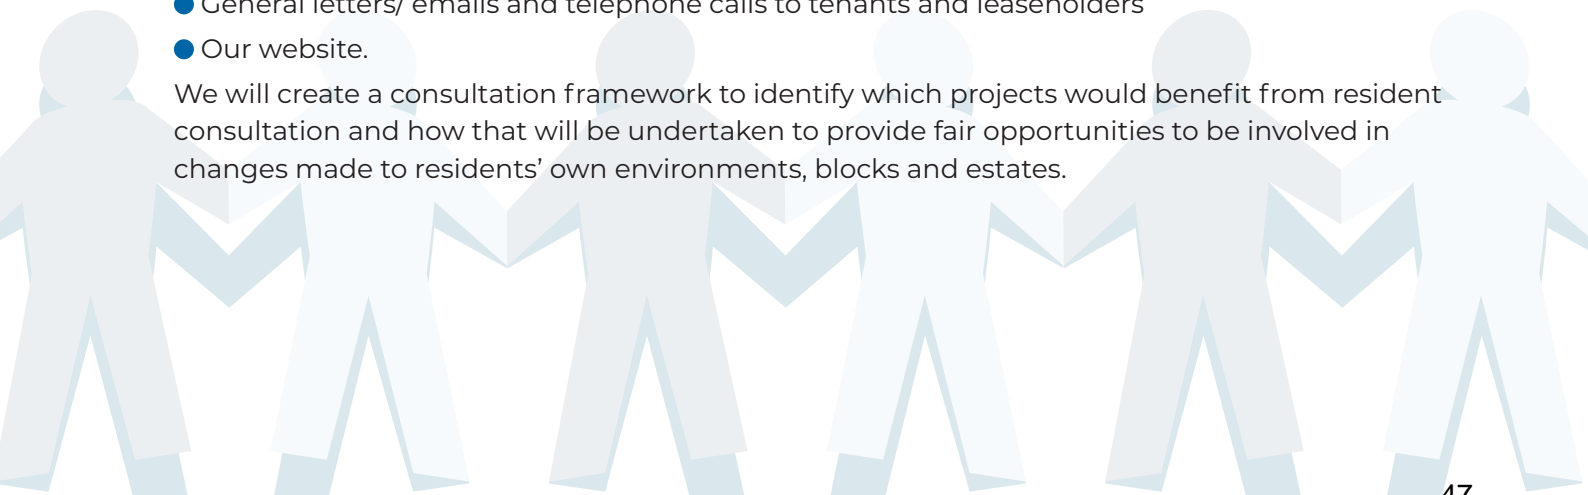 ● General letters/ emails and telephone calls to tenants and leaseholders
● Our website.
We will create a consultation framework to identify which projects would benefit from resident
consultation and how that will be undertaken to provide fair opportunities to be involved in
changes made to residents’ own environments, blocks and estates.
47